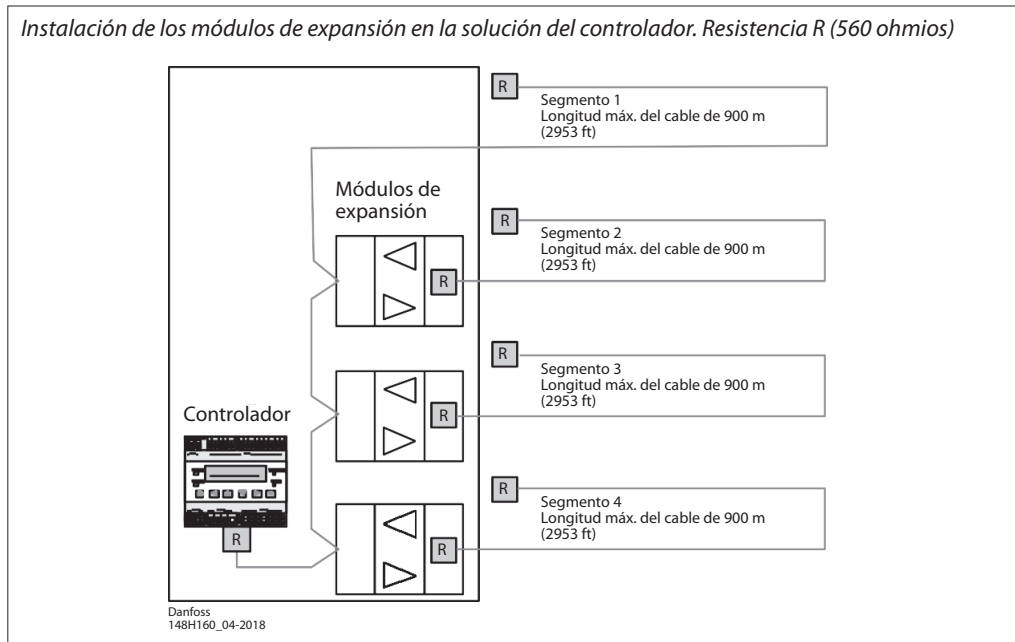 Instalación de los módulos de expansión en la solución del controlador. Resistencia R (560 ohmios)
R
Segmento 1
Longitud máx. del cable de 900 m
(2953 ft)
Módulos de
expansión
R
Segmento 2
Longitud máx. del cable de 900 m
(2953 ft)
R
R
Segmento 3
Longitud máx. del cable de 900 m
(2953 ft)
R
Controlador
R
Segmento 4
Longitud máx. del cable de 900 m
(2953 ft)
R
R
Danfoss
148H160_04-2018